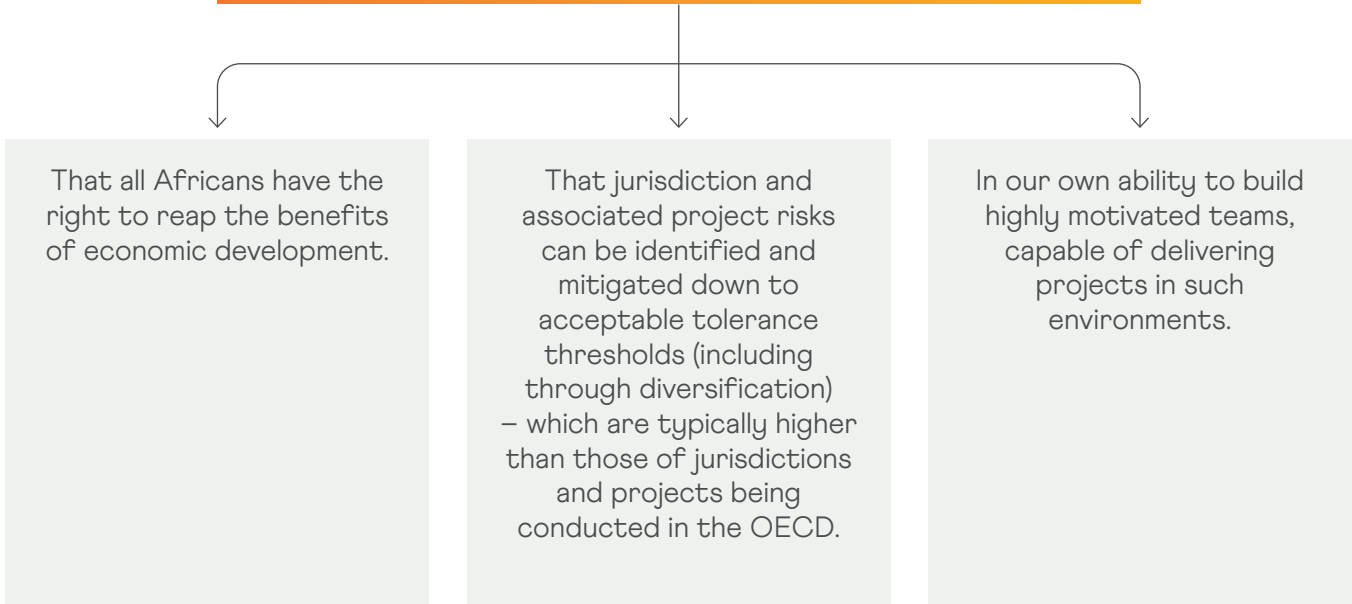 That all Africans have the
right to reap the benefits
of economic development.
That jurisdiction and
associated project risks
can be identified and
mitigated down to
acceptable tolerance
thresholds (including
through diversification)
– which are typically higher
than those of jurisdictions
and projects being
conducted in the OECD.
In our own ability to build
highly motivated teams,
capable of delivering
projects in such
environments.